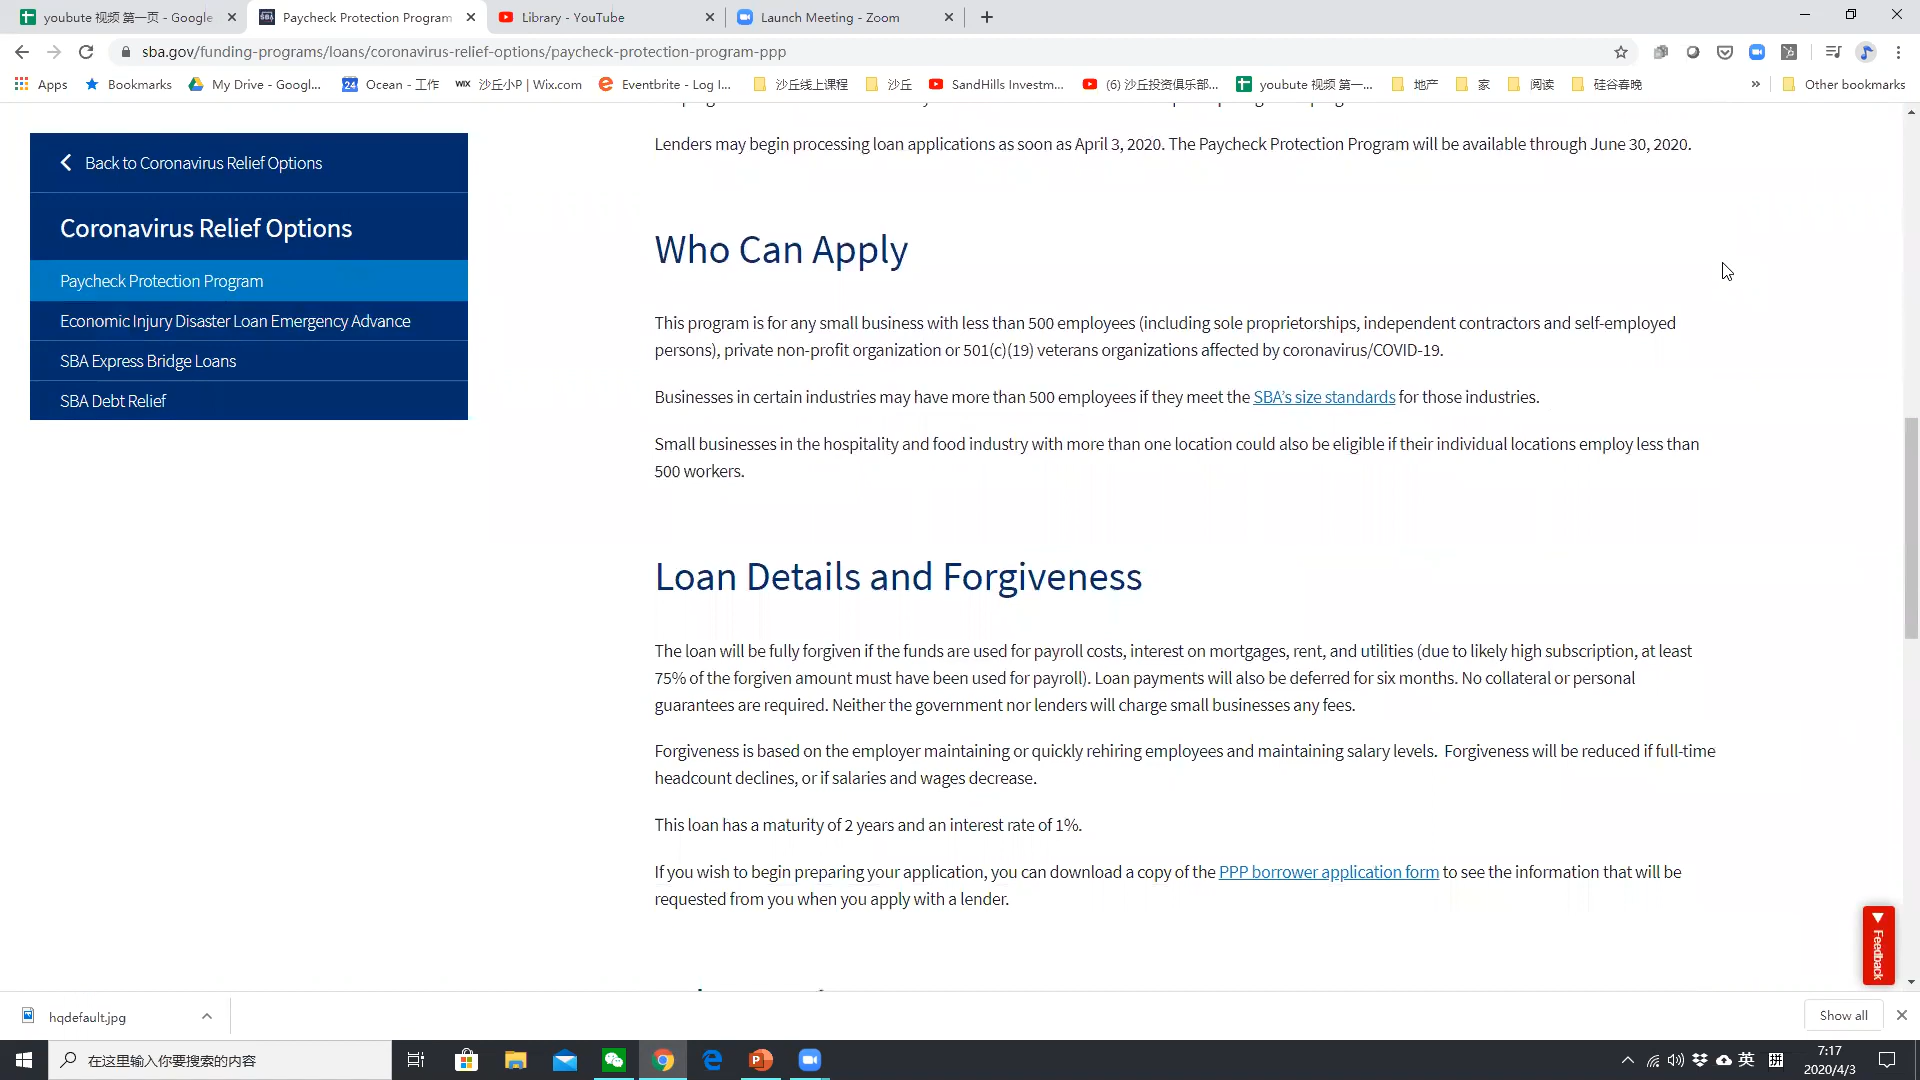 youbute 视频 第一页 - Google
Paycheck Protection Program
Library - YouTube
Launch Meeting - Zoom
sba.gov/funding-programs/loans/coronavirus-relief-options/paycheck-protection-program-ppp
Apps
Bookmarks
My Drive - Googl...
24
Ocean - 工作
WIX
沙丘小P | Wix.com
Eventbrite - Log I...
沙丘线上课程
沙丘
SandHills Investm...
(6) 沙丘投资俱乐部...
youbute 视频 第一...
地产
家
阅读
硅谷春晚
»
Other bookmarks
Back to Coronavirus Relief Options
Coronavirus Relief Options
Paycheck Protection Program
Economic Injury Disaster Loan Emergency Advance
SBA Express Bridge Loans
SBA Debt Relief
Lenders may begin processing loan applications as soon as April 3, 2020. The Paycheck Protection Program will be available through June 30, 2020.
Who Can Apply
This program is for any small business with less than 500 employees (including sole proprietorships, independent contractors and self-employed
persons), private non-profit organization or 501(c)(19) veterans organizations affected by coronavirus/COVID-19.
Businesses in certain industries may have more than 500 employees if they meet the SBA’s size standards for those industries.
Small businesses in the hospitality and food industry with more than one location could also be eligible if their individual locations employ less than
500 workers.
Loan Details and Forgiveness
The loan will be fully forgiven if the funds are used for payroll costs, interest on mortgages, rent, and utilities (due to likely high subscription, at least
75% of the forgiven amount must have been used for payroll). Loan payments will also be deferred for six months. No collateral or personal
guarantees are required. Neither the government nor lenders will charge small businesses any fees.
Forgiveness is based on the employer maintaining or quickly rehiring employees and maintaining salary levels. Forgiveness will be reduced if full-time
headcount declines, or if salaries and wages decrease.
This loan has a maturity of 2 years and an interest rate of 1%.
If you wish to begin preparing your application, you can download a copy of the PPP borrower application form to see the information that will be
requested from you when you apply with a lender.
Feedback
hqdefault.jpg
Show all
在这里输入你要搜索的内容
英
拼
7:17
2020/4/3